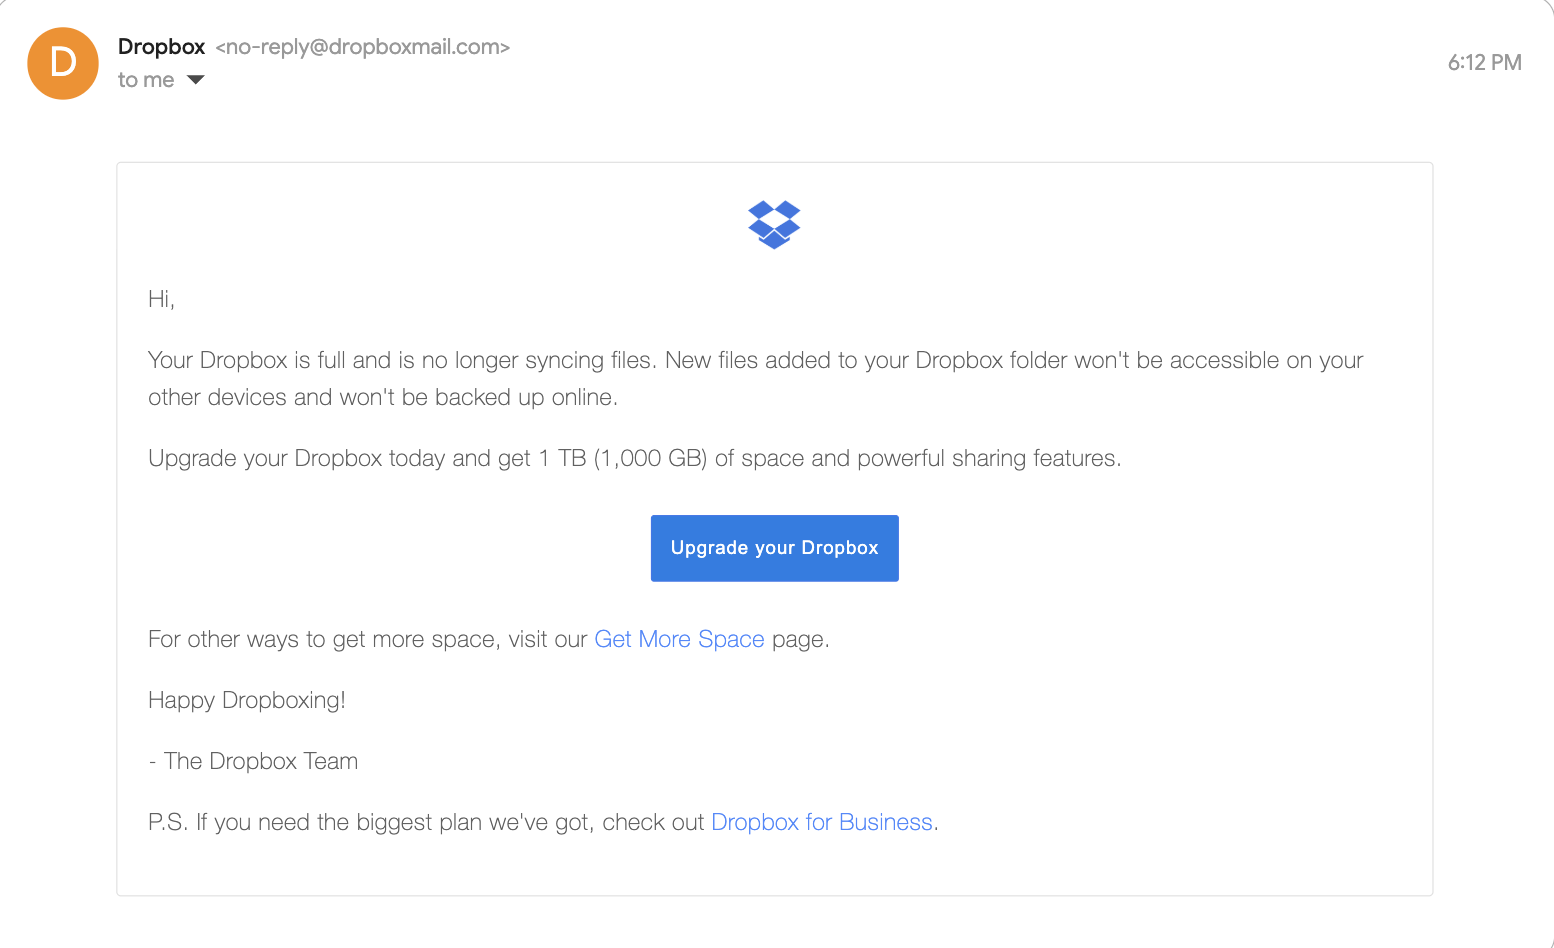 D
Dropbox <no-reply@dropboxmail.com>
6:12 PM
to me
Hi,
Your Dropbox is full and is no longer syncing files. New files added to your Dropbox folder won't be accessible on your
other devices and won't be backed up online.
Upgrade your Dropbox today and get 1 TB (1,000 GB) of space and powerful sharing features.
Upgrade your Dropbox
For other ways to get more space, visit our Get More Space page.
Happy Dropboxing!
- The Dropbox Team
P.S. If you need the biggest plan we've got, check out Dropbox for Business.